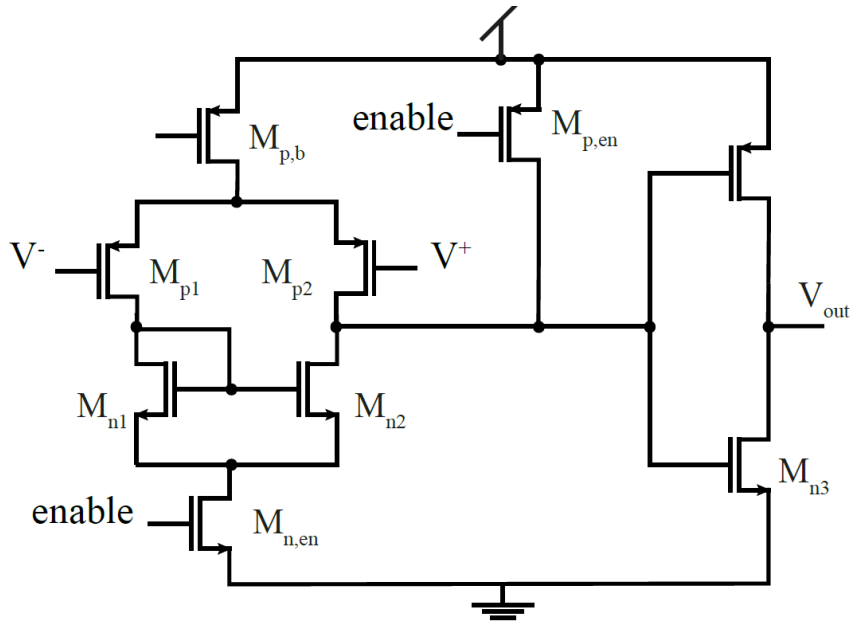 enable
M_{p,b}
M_{p,en}
V^-
M_{p1}
M_{p2}
V^+
V_{out}
M_{n1}
M_{n2}
M_{n3}
enable
M_{n,en}